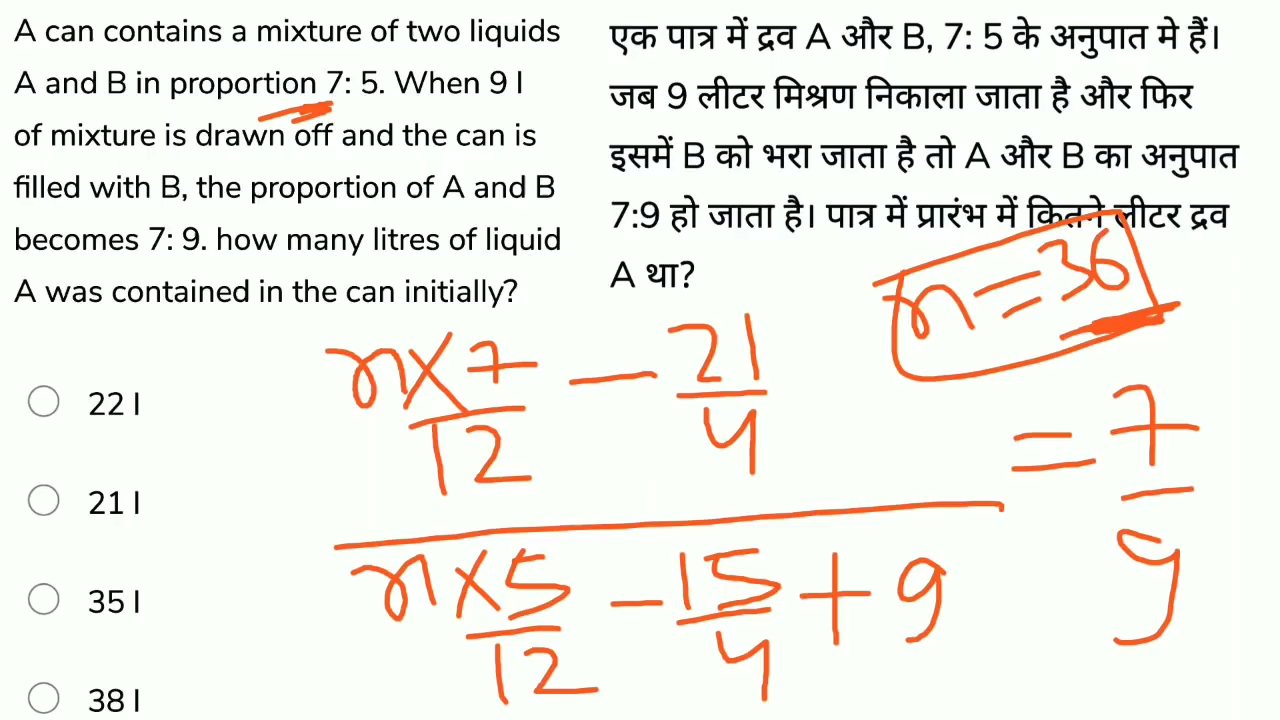 A can contains a mixture of two liquids
A and B in proportion 7: 5. When 9 l
of mixture is drawn off and the can is
filled with B, the proportion of A and B
becomes 7: 9. how many litres of liquid
A was contained in the can initially?
एक पात्र में द्रव A और B, 7: 5 के अनुपात मे हैं।
जब 9 लीटर मिश्रण निकाला जाता है और फिर
इसमें B को भरा जाता है तो A और B का अनुपात
7:9 हो जाता है। पात्र में प्रारंभ में कितने लीटर द्रव
A था?
22 l
21 l
35 l
38 l
n=36
n×7/12 − 21/4
= 7/9
n×5/12 − 15/4 + 9